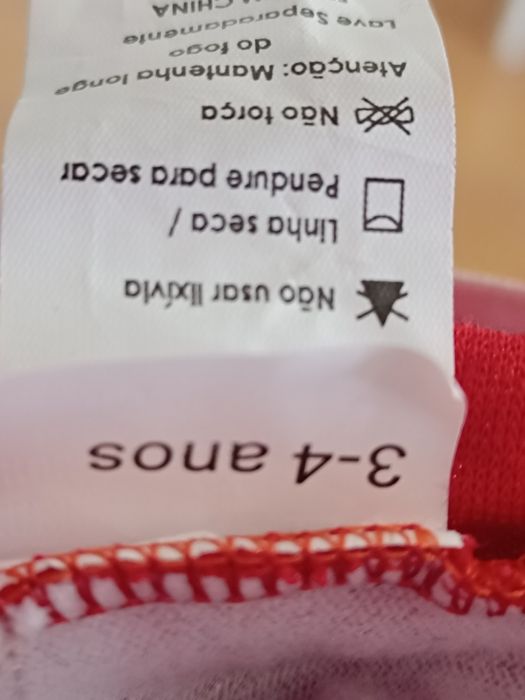 3-4 anos
Não usar lixívia
Linha seca /
Pendure para secar
Não torça
Atenção: Mantenha longe
do fogo
Lave Separadamente
CHINA